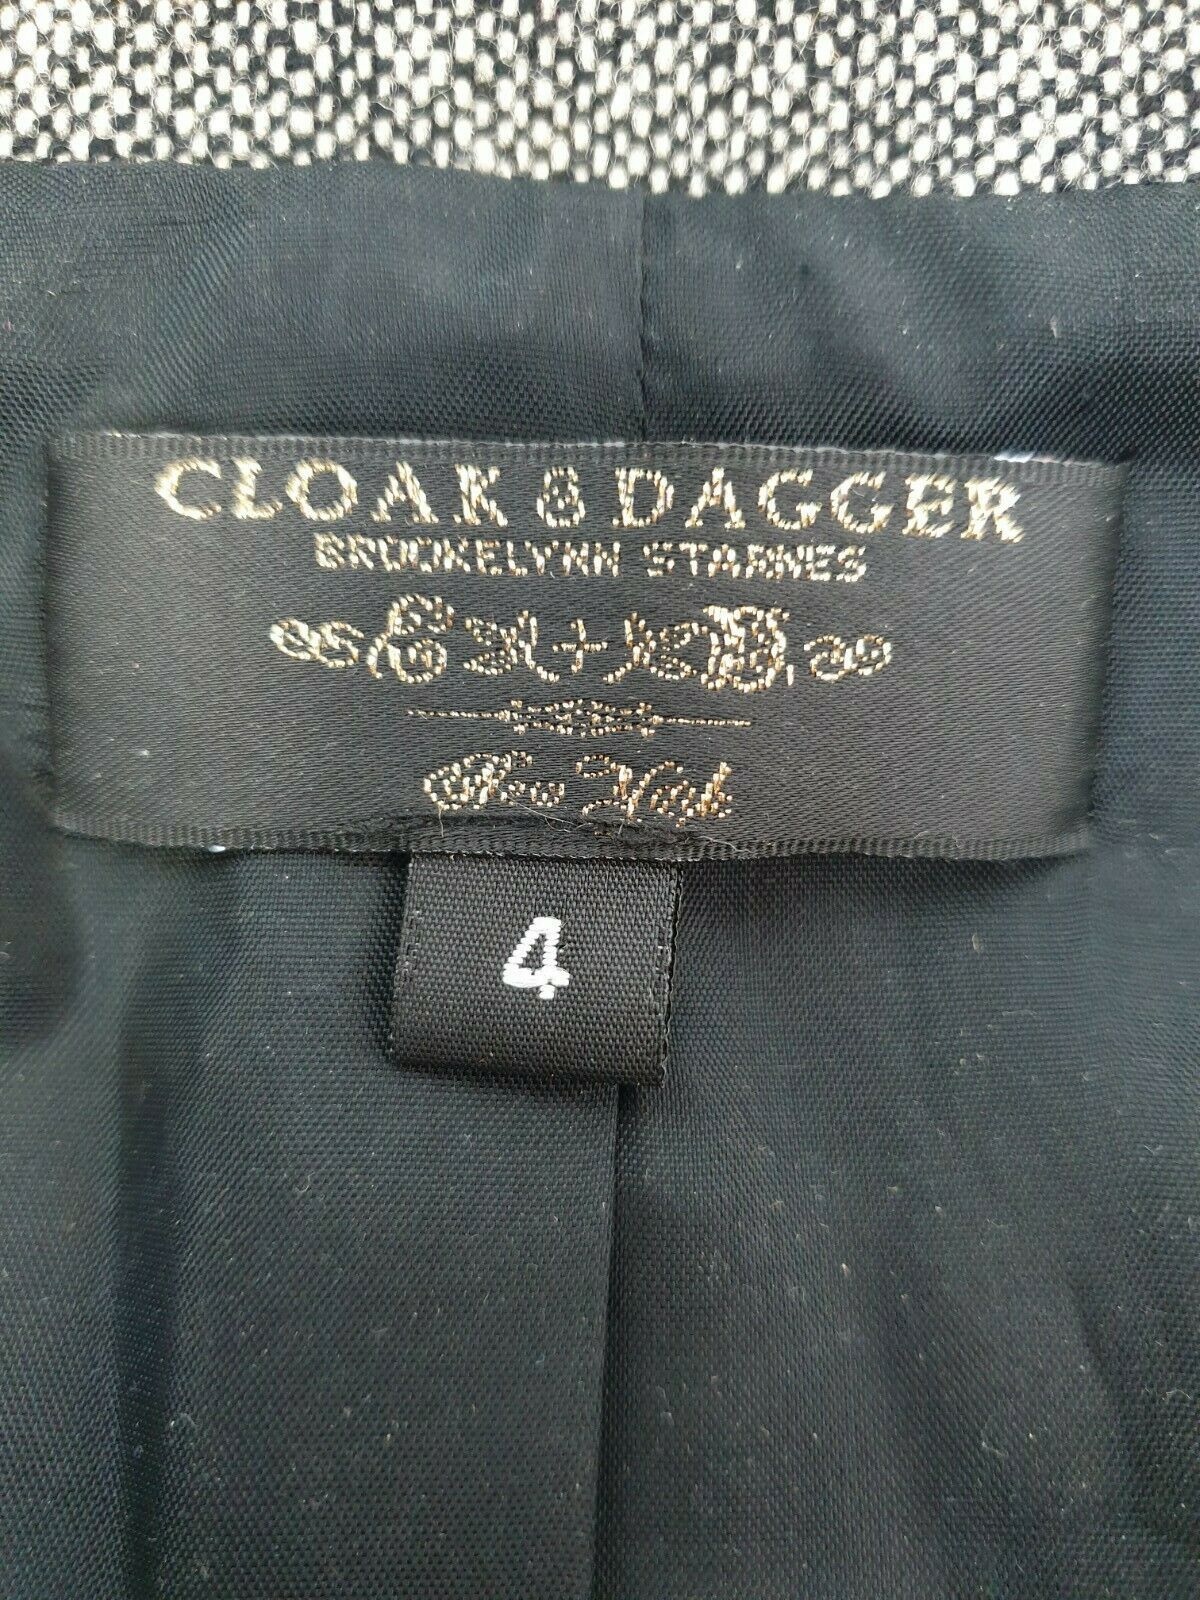 CLOAK & DAGGER
BROOKELYNN STARNES
C + D
New York
4